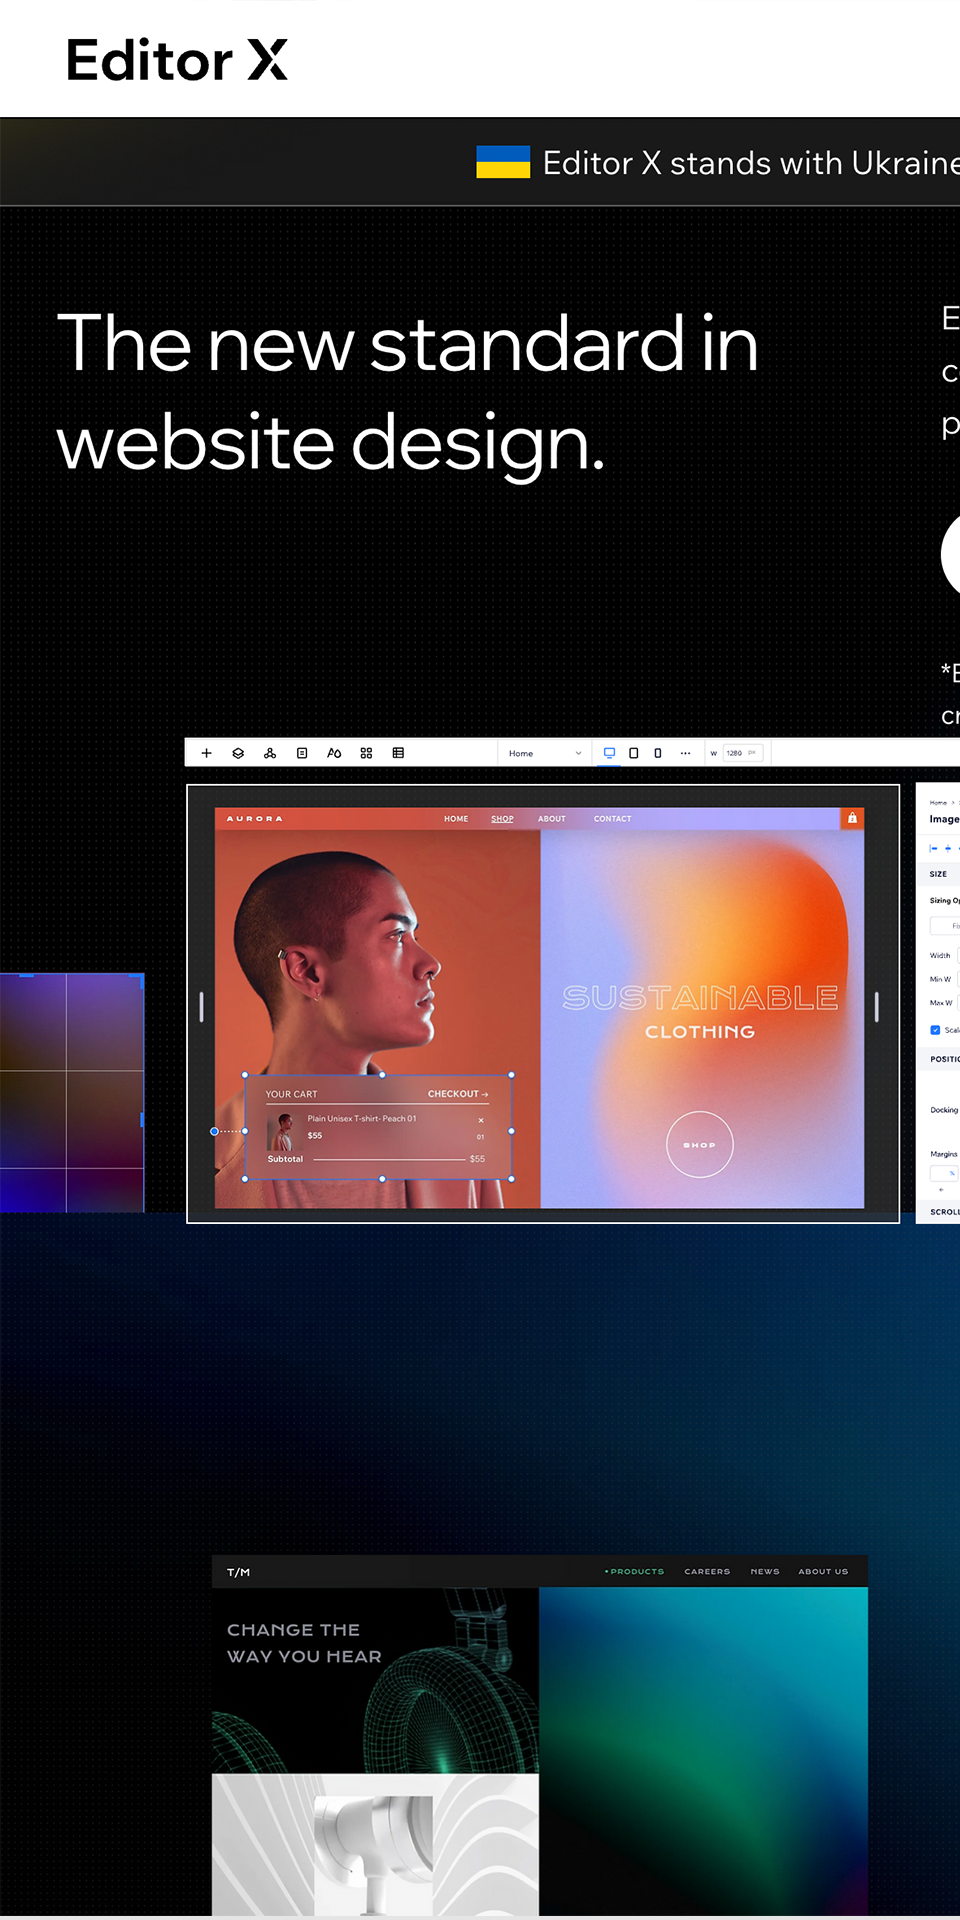 Editor X
Editor X stands with Ukraine
The new standard in
website design.
Home
W 1280 px
Home >
Image
AURORA
HOME SHOP ABOUT CONTACT
SIZE
Sizing
Width
Min W
Max W
SUSTAINABLE
CLOTHING
POSITIO
Docking
Margins
%
SCROLL
YOUR CART CHECKOUT →
Plain Unisex T-shirt- Peach 01 ×
$55 01
Subtotal $55
SHOP
T/M
PRODUCTS CAREERS NEWS ABOUT US
CHANGE THE
WAY YOU HEAR